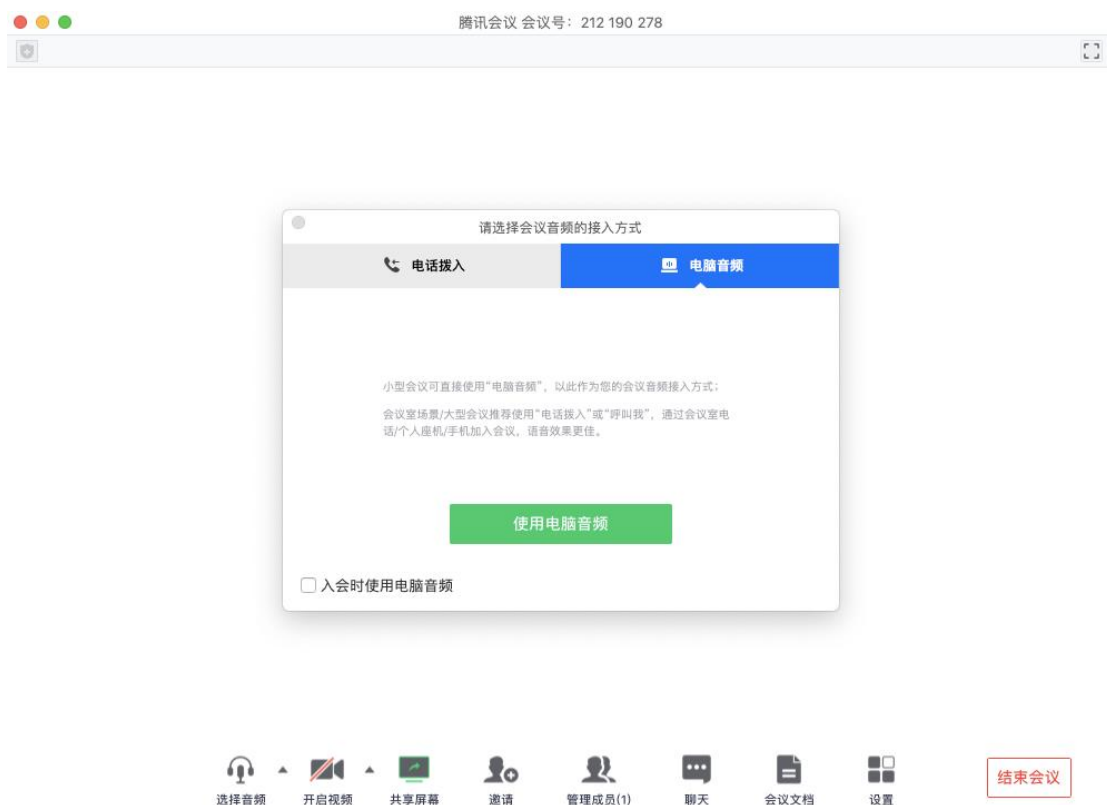 腾讯会议 会议号：212 190 278
请选择会议音频的接入方式
电话拨入
电脑音频
小型会议可直接使用“电脑音频”，以此作为您的会议音频接入方式；
会议室场景/大型会议推荐使用“电话拨入”或“呼叫我”，通过会议室电
话/个人座机/手机加入会议，语音效果更佳。
使用电脑音频
入会时使用电脑音频
选择音频
开启视频
共享屏幕
邀请
管理成员(1)
聊天
会议文档
设置
结束会议